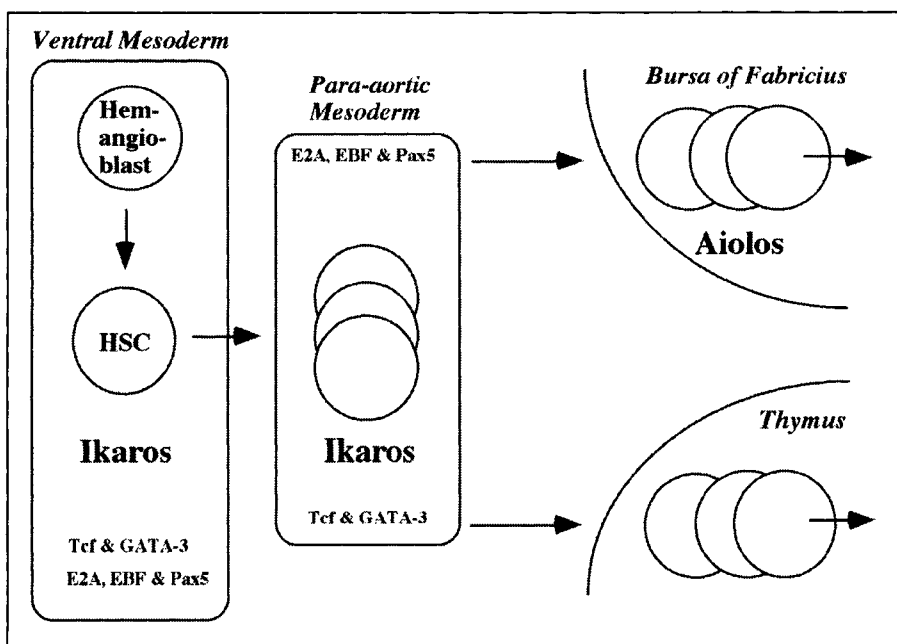 Ventral Mesoderm
Hem-
angio-
blast
HSC
Ikaros
Tcf & GATA-3
E2A, EBF & Pax5
Para-aortic
Mesoderm
E2A, EBF & Pax5
Ikaros
Tcf & GATA-3
Bursa of Fabricius
Aiolos
Thymus